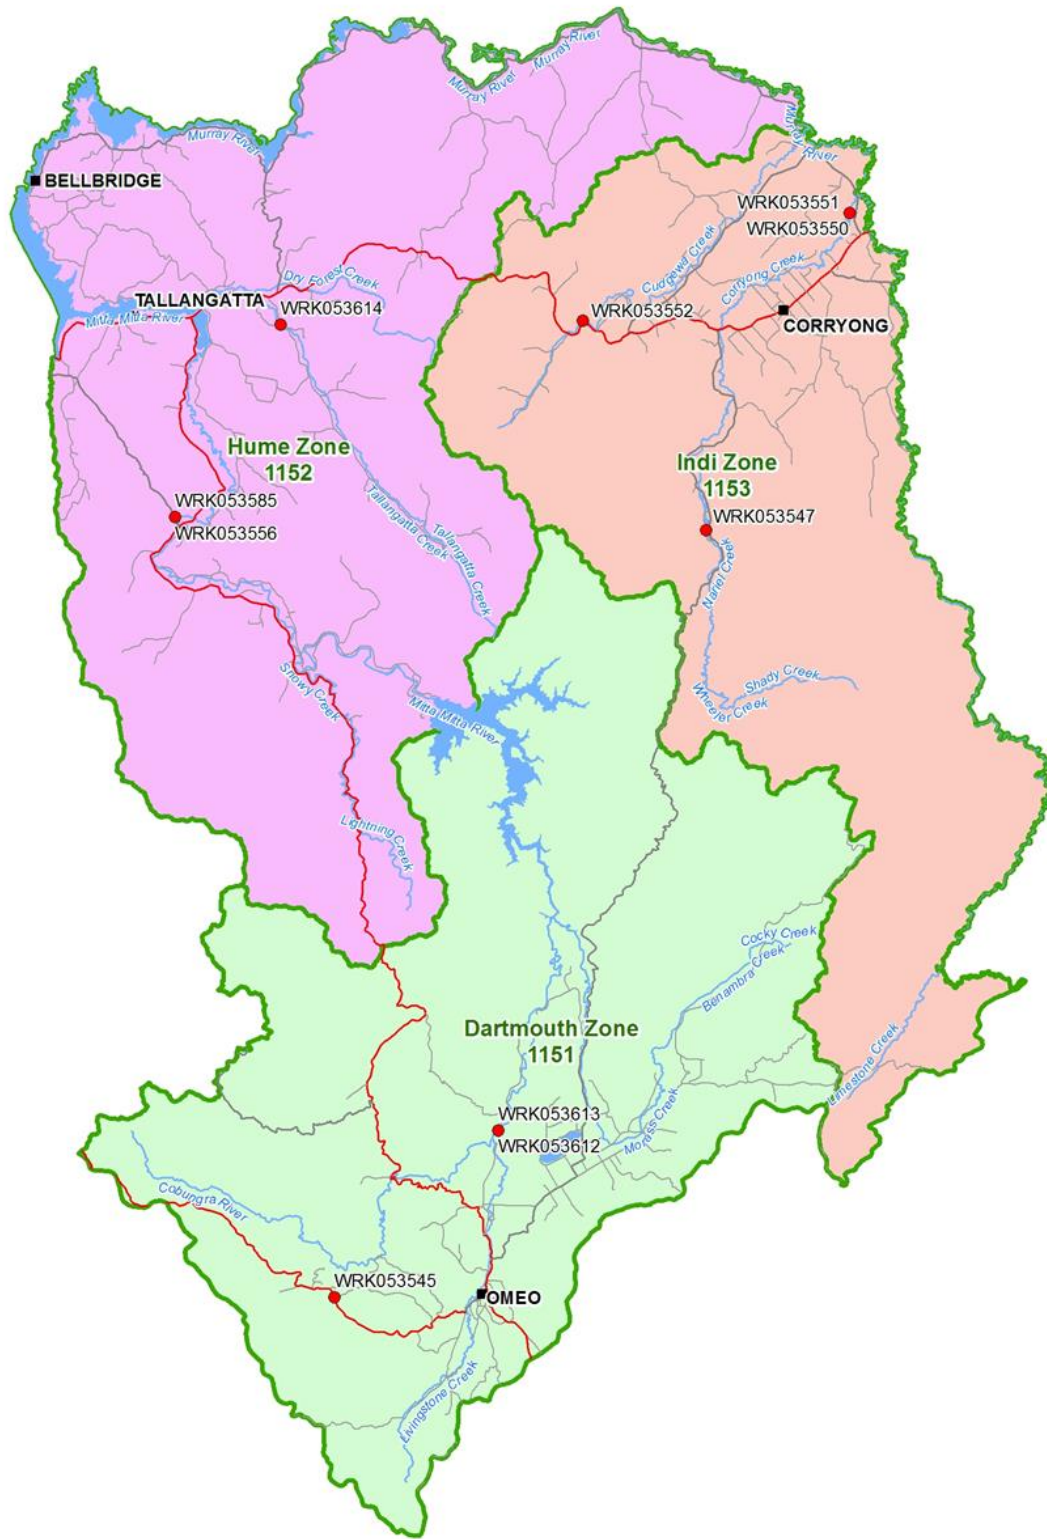 Murray River
Murray River
Murray River
Murray River
BELLBRIDGE
WRK053551
WRK053550
Cudgewa Creek
Corryong Creek
Dry Forest Creek
TALLANGATTA
Mitta Mitta River
WRK053614
WRK053552
CORRYONG
Hume Zone
1152
Indi Zone
1153
WRK053585
WRK053556
Tallangatta Creek
Tallangatta Creek
WRK053547
Nariel Creek
Shady Creek
Wheeler Creek
Snowy Creek
Mitta Mitta River
Lightning Creek
Cocky Creek
Benambra Creek
Dartmouth Zone
1151
Limestone Creek
WRK053613
WRK053612
Morass Creek
Cobungra River
WRK053545
OMEO
Livingstone Creek